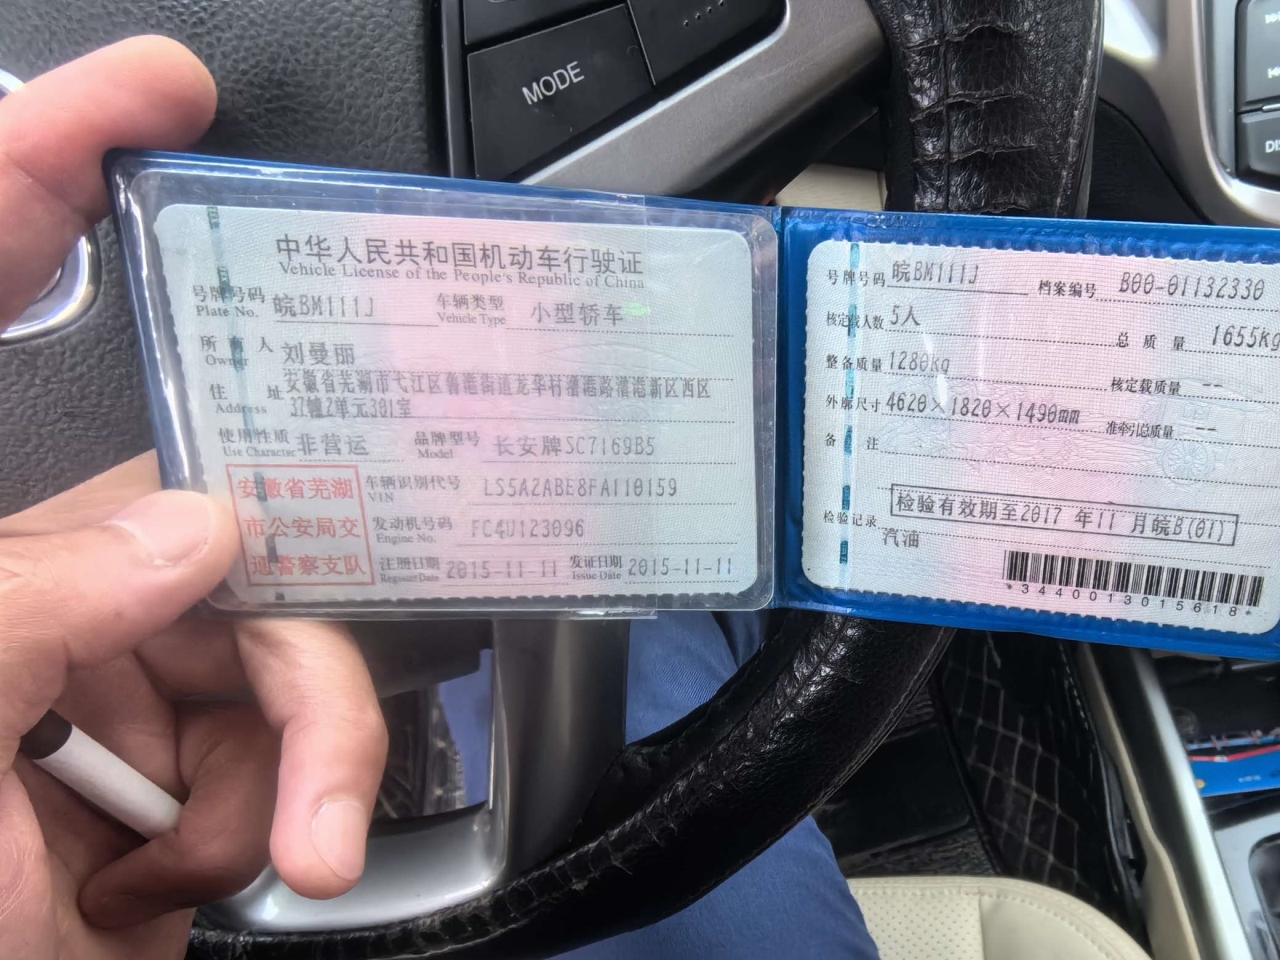 MODE
中华人民共和国机动车行驶证
Vehicle License of the People's Republic of China
号牌号码 皖BM111J 车辆类型 小型轿车
Plate No. Vehicle Type
所有人 刘曼丽
Owner
住址 安徽省芜湖市弋江区鲁港街道龙华村漕港路漕港新区西区
Address 37幢2单元301室
使用性质 非营运 品牌型号 长安牌SC7169B5
Use Character Model
安徽省芜湖
市公安局交
通警察支队
车辆识别代号 LS5A2ABE8FA110159
VIN
发动机号码 FC4U123096
Engine No.
注册日期 2015-11-11 发证日期 2015-11-11
Register Date Issue Date
号牌号码 皖BM111J 档案编号 B00-01132330
核定载人数 5人 总质量 1655kg
整备质量 1280kg 核定载质量 --
外廓尺寸 4620×1820×1490mm 准牵引总质量 --
备注
检验有效期至2017 年11 月皖B(01)
检验记录
汽油
*3440013015618*